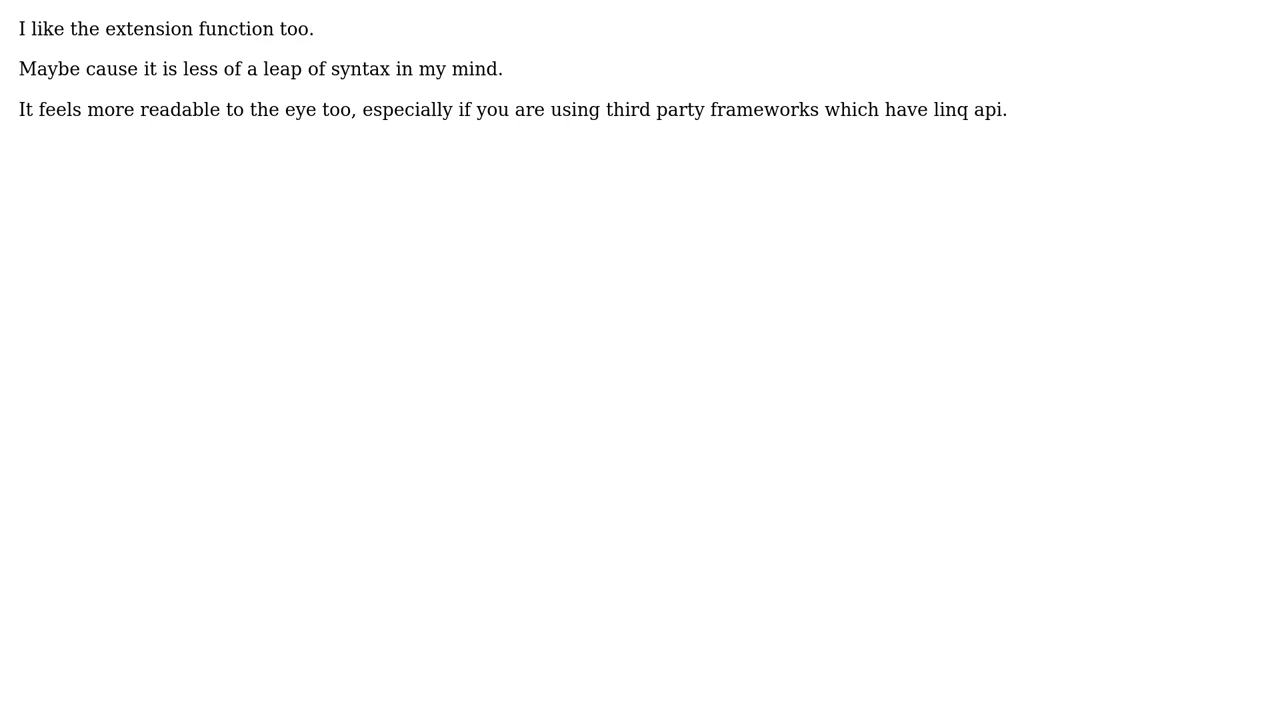 I like the extension function too.
Maybe cause it is less of a leap of syntax in my mind.
It feels more readable to the eye too, especially if you are using third party frameworks which have linq api.